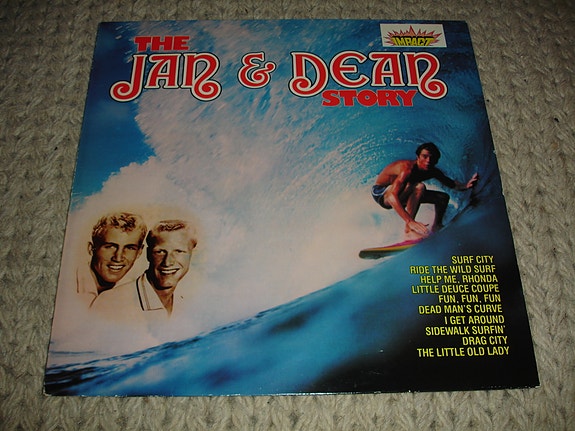 THE
IMPACT
JAN & DEAN
STORY
SURF CITY
RIDE THE WILD SURF
HELP ME, RHONDA
LITTLE DEUCE COUPE
FUN, FUN, FUN
DEAD MAN'S CURVE
I GET AROUND
SIDEWALK SURFIN'
DRAG CITY
THE LITTLE OLD LADY